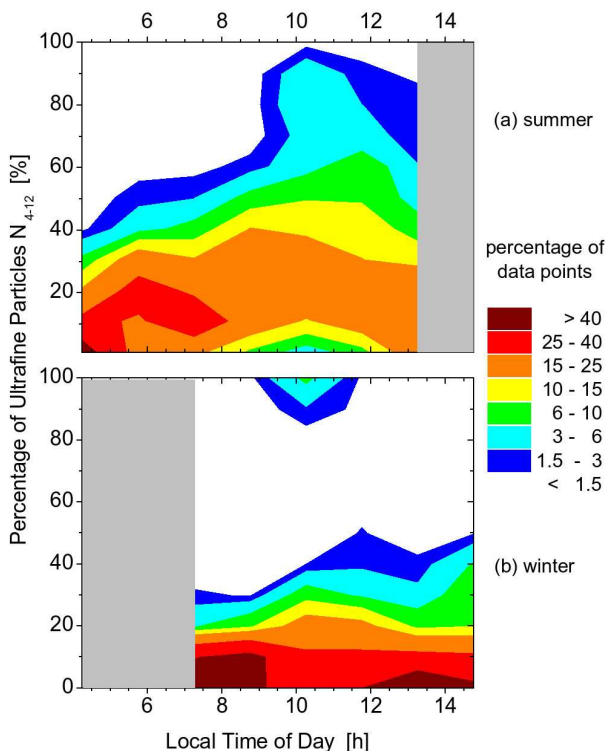 6 8 10 12 14
100
80
60
40
20
(a) summer
Percentage of Ultrafine Particles N4-12 [%]
percentage of
data points
> 40
25 - 40
15 - 25
10 - 15
6 - 10
3 - 6
1.5 - 3
< 1.5
100
80
60
40
20
0
(b) winter
6 8 10 12 14
Local Time of Day [h]